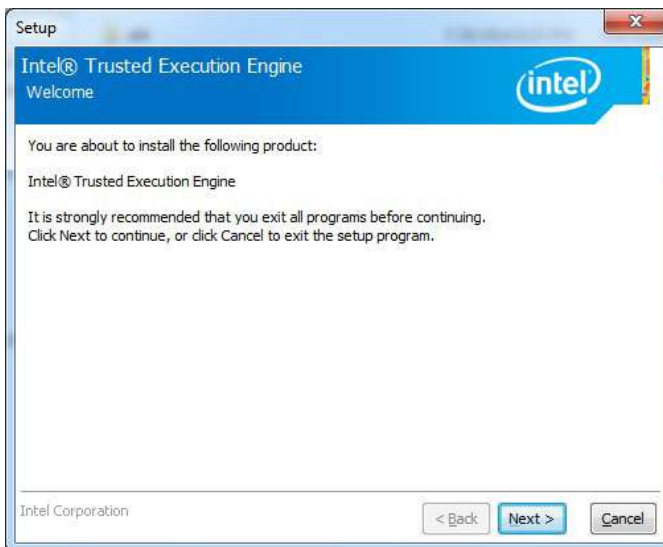 Setup
Intel® Trusted Execution Engine
Welcome
intel
You are about to install the following product:
Intel® Trusted Execution Engine
It is strongly recommended that you exit all programs before continuing.
Click Next to continue, or click Cancel to exit the setup program.
Intel Corporation
< Back
Next >
Cancel